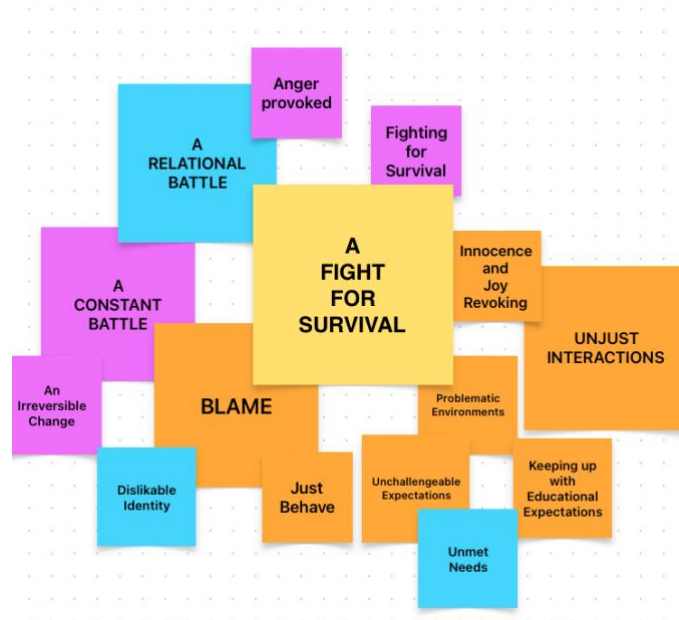 Anger
provoked
A
RELATIONAL
BATTLE
Fighting
for
Survival
A
FIGHT
FOR
SURVIVAL
Innocence
and
Joy
Revoking
A
CONSTANT
BATTLE
UNJUST
INTERACTIONS
An
Irreversible
Change
BLAME
Problematic
Environments
Dislikable
Identity
Just
Behave
Unchallengeable
Expectations
Keeping up
with
Educational
Expectations
Unmet
Needs